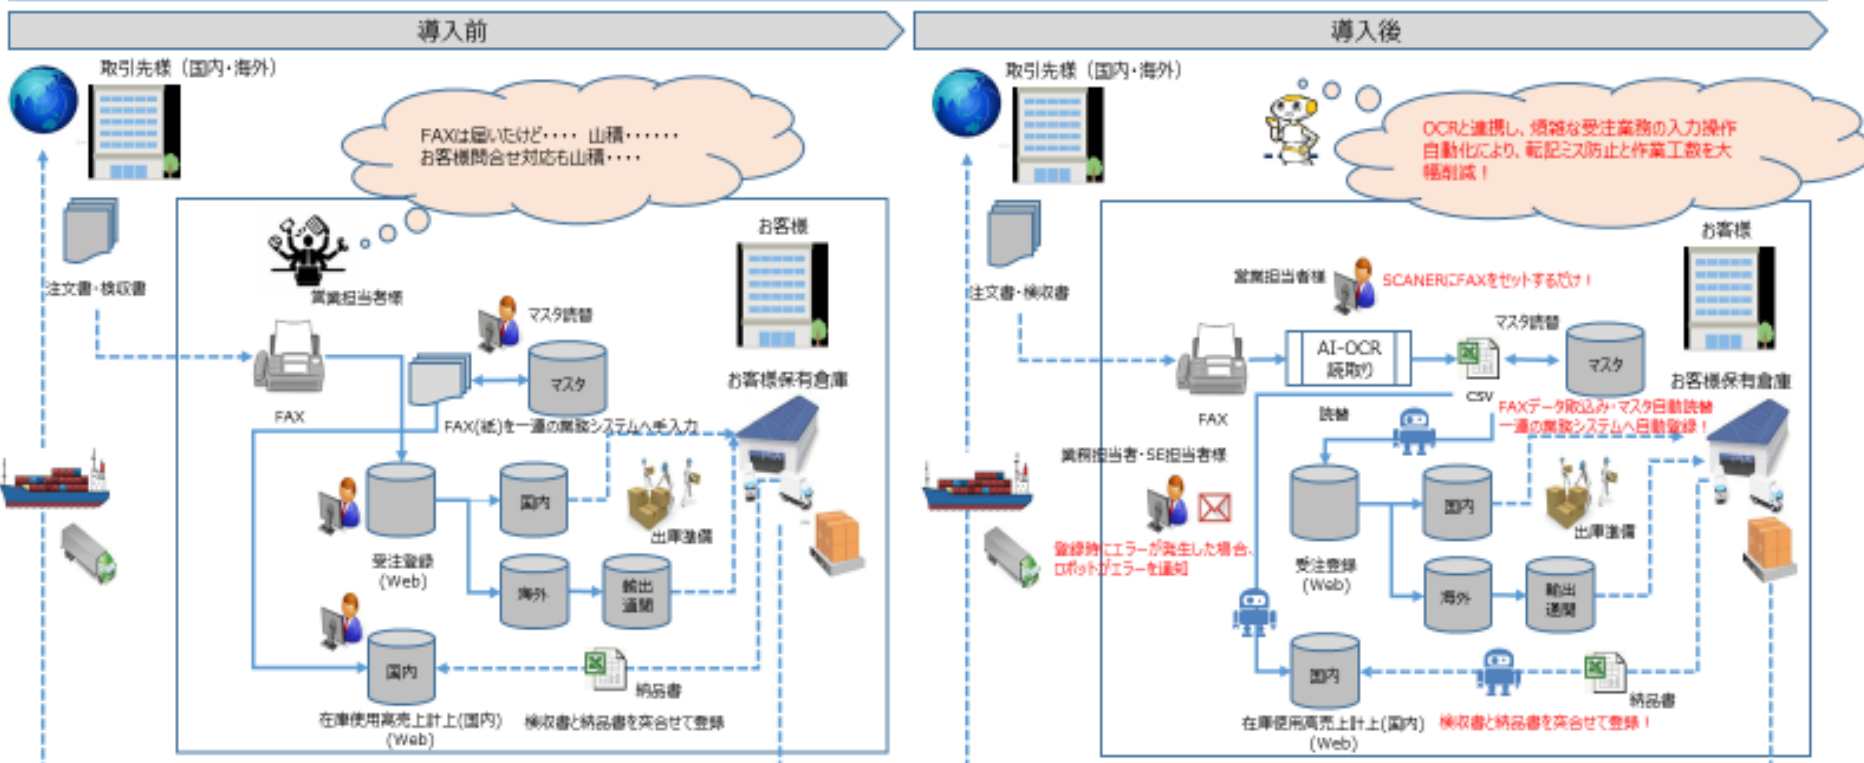 導入前
取引先様（国内・海外）
FAXは届いたけど・・・・ 山積・・・・・・
お客様問合せ対応も山積・・・・
お客様
注文書・検収書
営業担当者様
マスタ読替
マスタ
お客様保有倉庫
FAX
FAX(紙)を一連の業務システムへ手入力
国内
出庫準備
受注登録
(Web)
海外
輸出
通関
国内
納品書
在庫使用高売上計上(国内)
(Web)
検収書と納品書を突合せて登録
導入後
取引先様（国内・海外）
OCRと連携し、煩雑な受注業務の入力操作
自動化により、転記ミス防止と作業工数を大
幅削減！
お客様
営業担当者様
SCANERにFAXをセットするだけ！
注文書・検収書
マスタ読替
AI-OCR
読取り
マスタ
お客様保有倉庫
CSV
FAX
読替
FAXデータ取込み・マスタ自動読替
一連の業務システムへ自動登録！
業務担当者・SE担当者様
国内
出庫準備
登録時にエラーが発生した場合、
ロボットがエラーを通知
受注登録
(Web)
海外
輸出
通関
国内
納品書
在庫使用高売上計上(国内)
(Web)
検収書と納品書を突合せて登録！